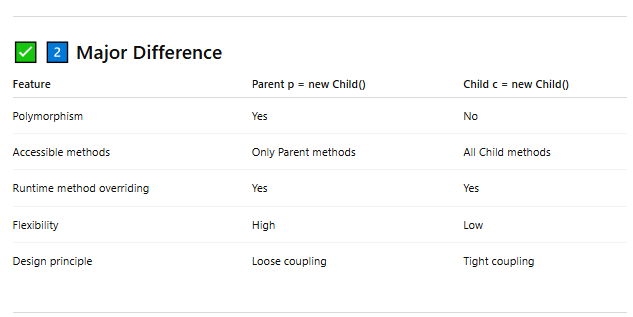 ✅ 2️⃣ Major Difference
Feature Parent p = new Child() Child c = new Child()
Polymorphism Yes No
Accessible methods Only Parent methods All Child methods
Runtime method overriding Yes Yes
Flexibility High Low
Design principle Loose coupling Tight coupling